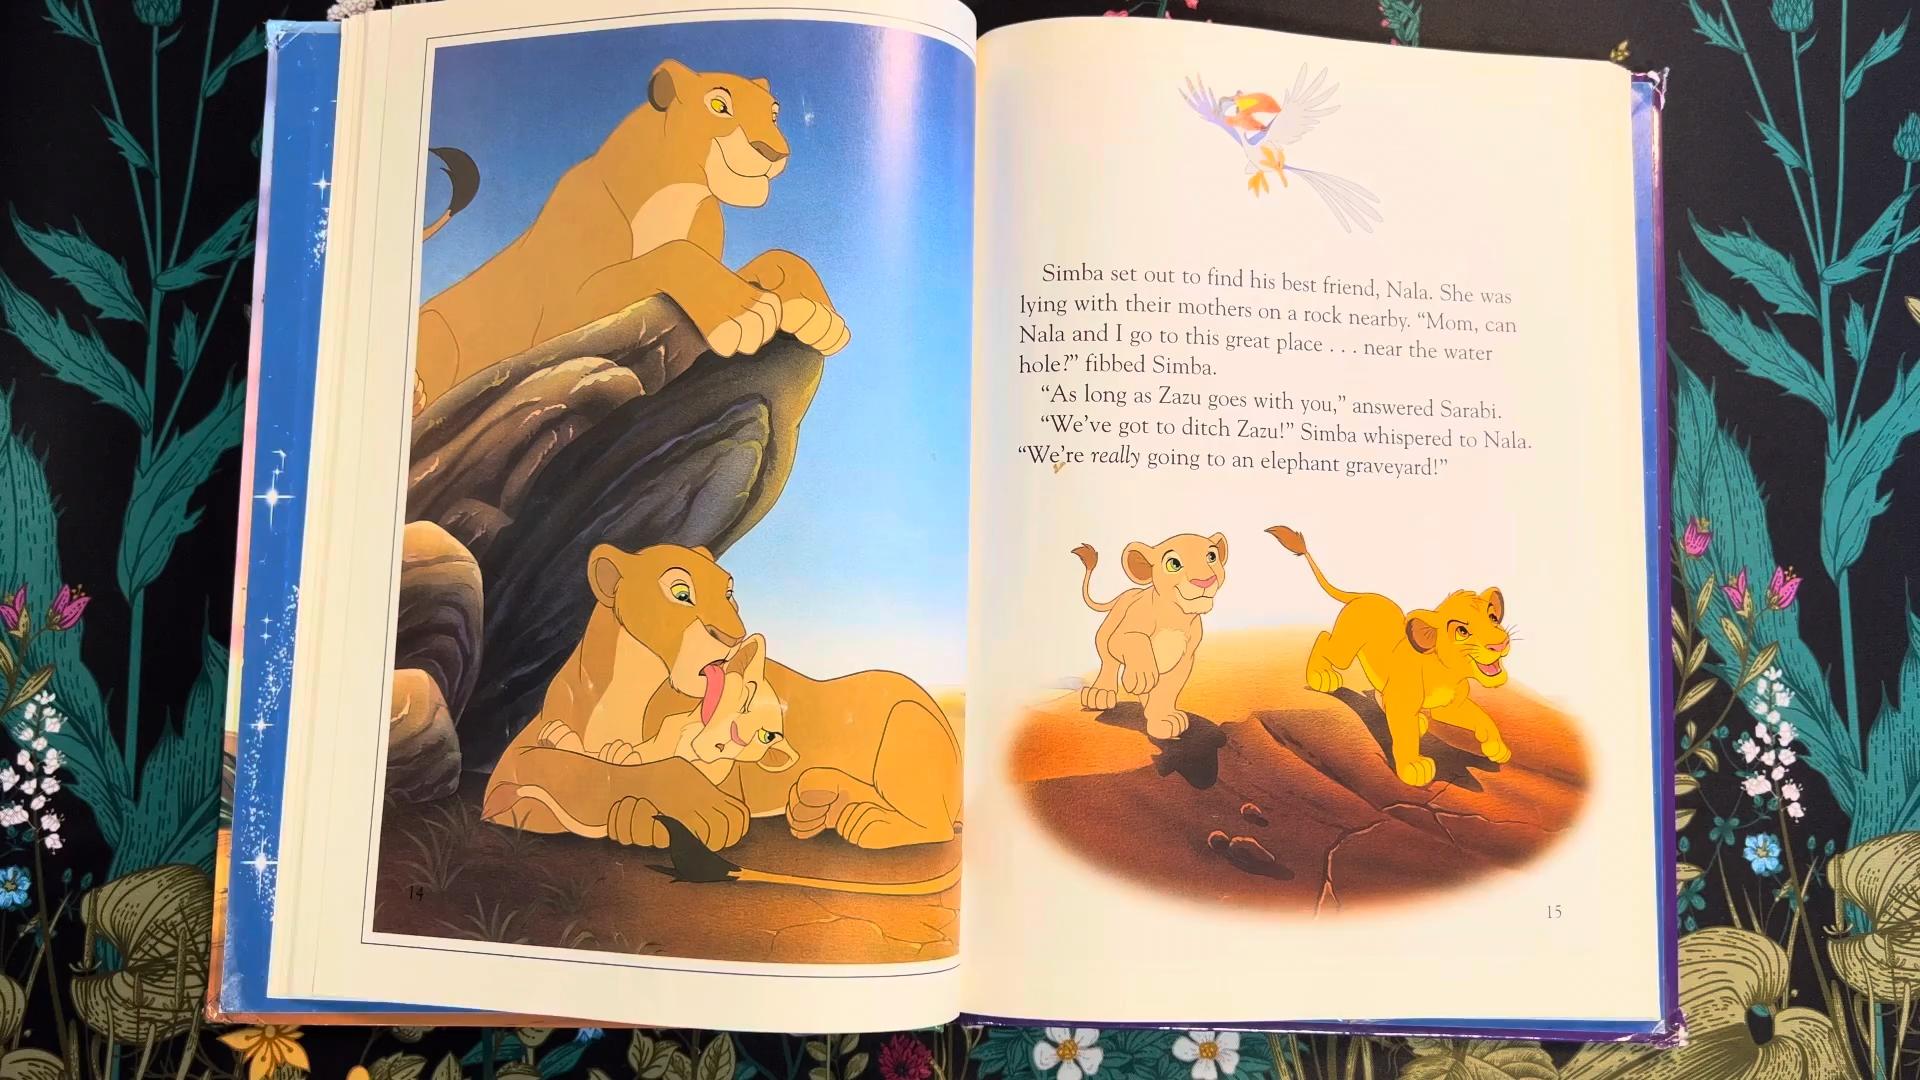 14
Simba set out to find his best friend, Nala. She was
lying with their mothers on a rock nearby. “Mom, can
Nala and I go to this great place . . . near the water
hole?” fibbed Simba.
“As long as Zazu goes with you,” answered Sarabi.
“We’ve got to ditch Zazu!” Simba whispered to Nala.
“We’re really going to an elephant graveyard!”
15